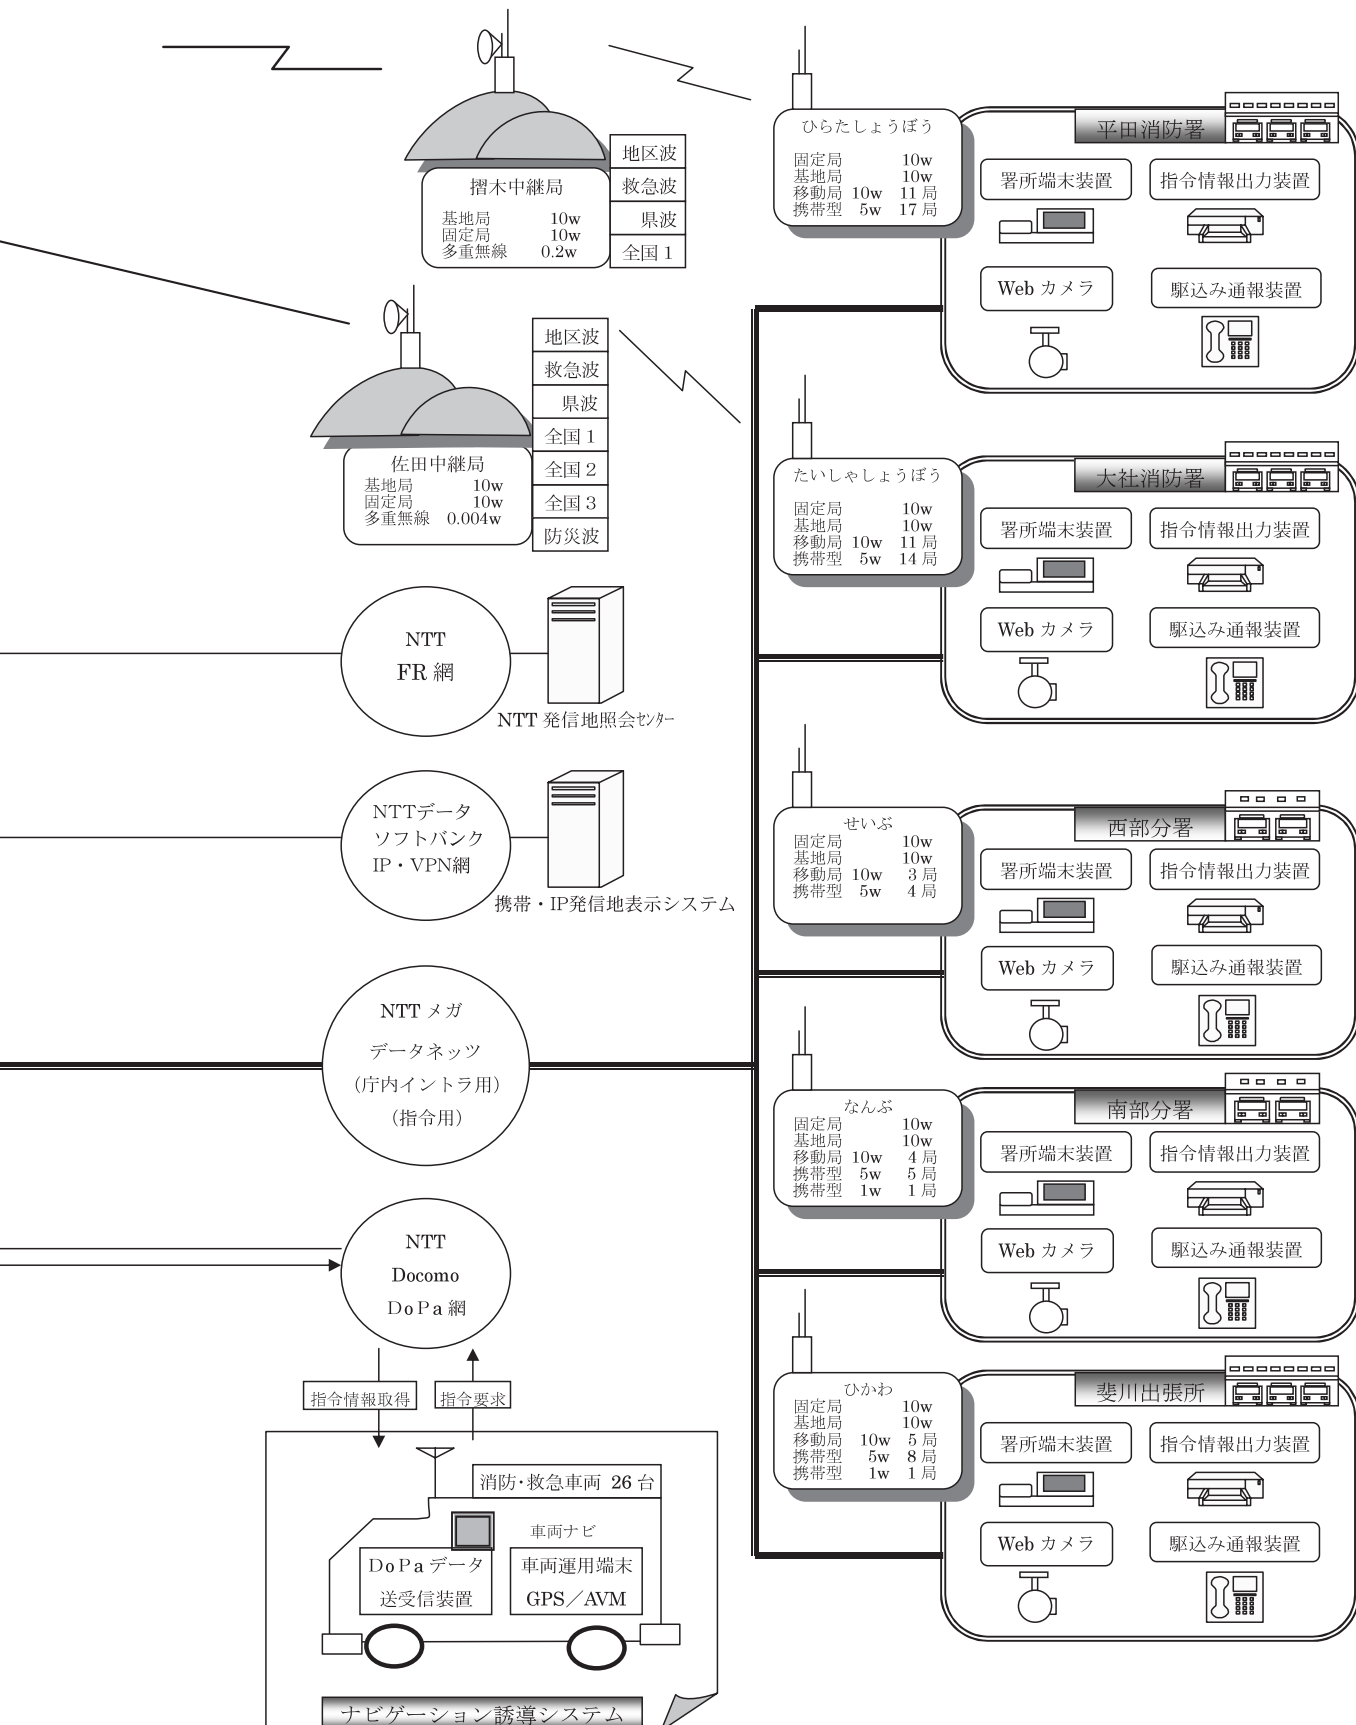 摺木中継局
基地局 10w
固定局 10w
多重無線 0.2w
地区波
救急波
県波
全国 1
佐田中継局
基地局 10w
固定局 10w
多重無線 0.004w
地区波
救急波
県波
全国 1
全国 2
全国 3
防災波
NTT
FR 網
NTT 発信地照会ｾﾝﾀｰ
NTTデータ
ソフトバンク
IP・VPN網
携帯・IP発信地表示システム
NTT メガ
データネッツ
（庁内イントラ用）
（指令用）
NTT
Docomo
DoPa 網
指令情報取得
指令要求
消防・救急車両 26 台
車両ナビ
DoPa データ
送受信装置
車両運用端末
GPS／AVM
ナビゲーション誘導システム
ひらたしょうぼう
固定局 10w
基地局 10w
移動局 10w 11 局
携帯型 5w 17 局
平田消防署
署所端末装置
指令情報出力装置
Web カメラ
駆込み通報装置
たいしゃしょうぼう
固定局 10w
基地局 10w
移動局 10w 11 局
携帯型 5w 14 局
大社消防署
署所端末装置
指令情報出力装置
Web カメラ
駆込み通報装置
せいぶ
固定局 10w
基地局 10w
移動局 10w 3 局
携帯型 5w 4 局
西部分署
署所端末装置
指令情報出力装置
Web カメラ
駆込み通報装置
なんぶ
固定局 10w
基地局 10w
移動局 10w 4 局
携帯型 5w 5 局
携帯型 1w 1 局
南部分署
署所端末装置
指令情報出力装置
Web カメラ
駆込み通報装置
ひかわ
固定局 10w
基地局 10w
移動局 10w 5 局
携帯型 5w 8 局
携帯型 1w 1 局
斐川出張所
署所端末装置
指令情報出力装置
Web カメラ
駆込み通報装置